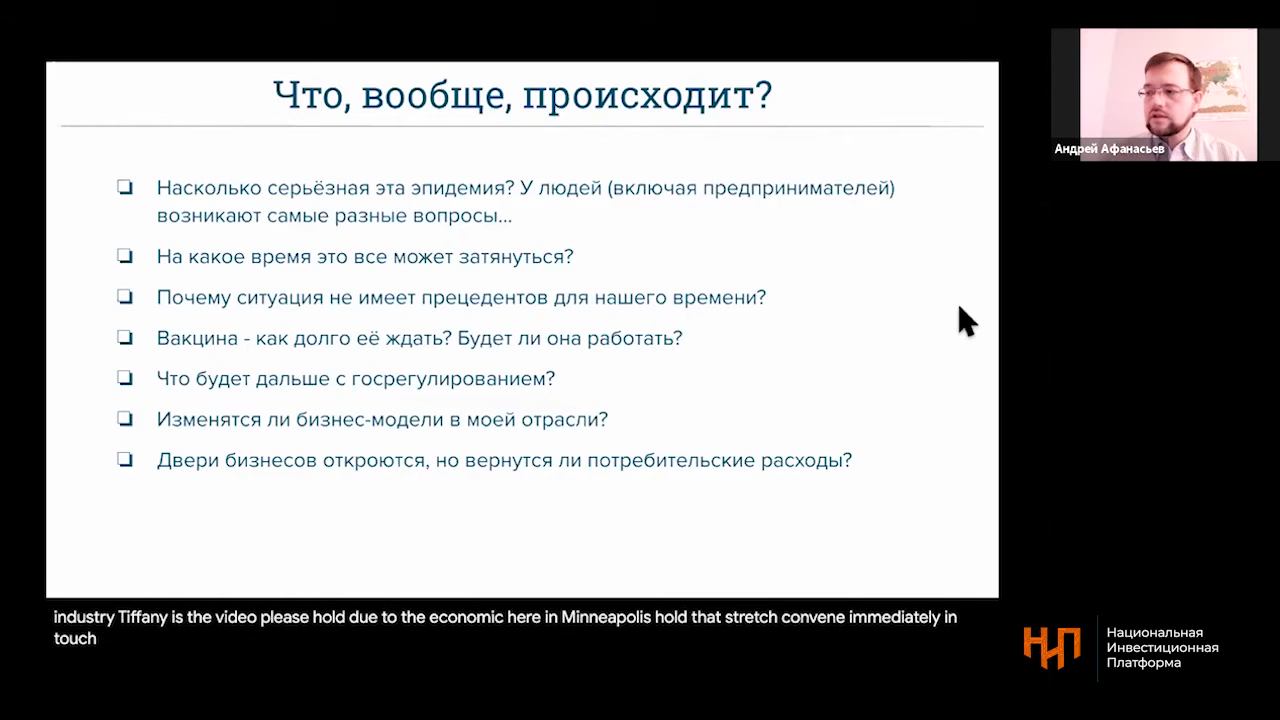 Что, вообще, происходит?
Насколько серьёзная эта эпидемия? У людей (включая предпринимателей)
возникают самые разные вопросы...
На какое время это все может затянуться?
Почему ситуация не имеет прецедентов для нашего времени?
Вакцина - как долго её ждать? Будет ли она работать?
Что будет дальше с госрегулированием?
Изменятся ли бизнес-модели в моей отрасли?
Двери бизнесов откроются, но вернутся ли потребительские расходы?
Андрей Афанасьев
industry Tiffany is the video please hold due to the economic here in Minneapolis hold that stretch convene immediately in
touch
НИП
Национальная
Инвестиционная
Платформа